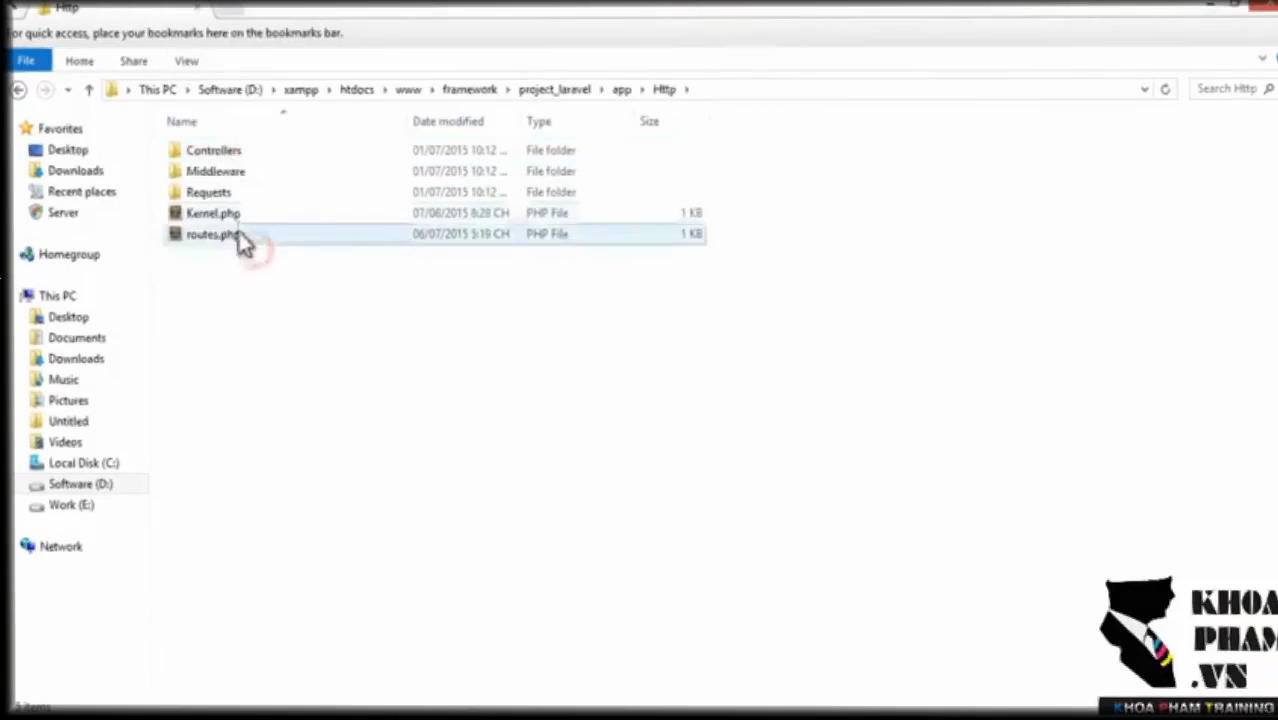 Http
or quick access, place your bookmarks here on the bookmarks bar.
File Home Share View
This PC Software (D:) xampp htdocs www framework project_laravel app Http
Search Http
Name Date modified Type Size
Favorites
Desktop
Downloads
Recent places
Server
Homegroup
This PC
Desktop
Documents
Downloads
Music
Pictures
Untitled
Videos
Local Disk (C:)
Software (D:)
Work (E:)
Network
Controllers 01/07/2015 10:12 ... File folder
Middleware 01/07/2015 10:12 ... File folder
Requests 01/07/2015 10:12 ... File folder
Kernel.php 07/06/2015 8:28 CH PHP File 1 KB
routes.php 06/07/2015 5:19 CH PHP File 1 KB
items
KHOA
PHAM
.VN
KHOA PHAM TRAINING